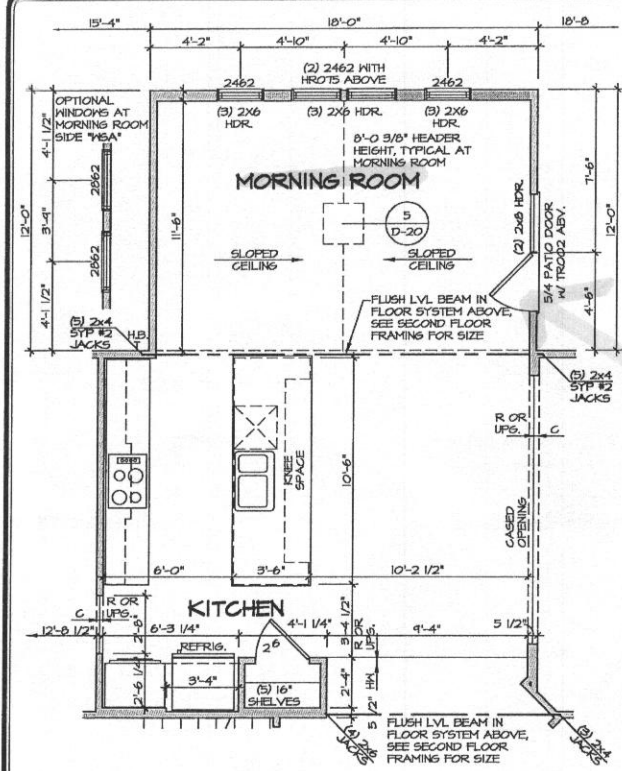 15'-4"
18'-0"
18'-8
4'-2"
4'-10"
4'-10"
4'-2"
(2) 2462 WITH
HR0T5 ABOVE
2462
2462
OPTIONAL
WINDOWS AT
MORNING ROOM
SIDE "WSA"
(3) 2X6
HDR.
(3) 2X6 HDR.
(3) 2X6
HDR.
8'-0 3/8" HEADER
HEIGHT, TYPICAL AT
MORNING ROOM
MORNING ROOM
4'-1 1/2"
2862
12'-0"
3'-4"
2862
4'-1 1/2"
11'-6"
5
D-20
SLOPED
CEILING
SLOPED
CEILING
(2) 2x8 HDR.
5/4 PATIO DOOR
W/ TR002 ABV.
7'-6"
12'-0"
4'-6"
FLUSH LVL BEAM IN
FLOOR SYSTEM ABOVE,
SEE SECOND FLOOR
FRAMING FOR SIZE
(5) 2x4
SYP #2
JACKS
H.B.
(5) 2x4
SYP #2
JACKS
R OR
UPS.
C
KNEE
SPACE
10'-6"
CASED
OPENING
6'-0"
3'-6"
10'-2 1/2"
C
R OR
UPS.
KITCHEN
12'-8 1/2"
2'-8"
6'-3 1/4"
4'-1 1/4"
3'-4 1/2"
R OR
UPS.
9'-4"
5 1/2"
REFRIG.
26
2'-6 1/4"
3'-4"
(5) 16"
SHELVES
2'-4"
5 1/2" HW
(4) 2x6
JACKS
FLUSH LVL BEAM IN
FLOOR SYSTEM ABOVE,
SEE SECOND FLOOR
FRAMING FOR SIZE
(3) 2x4
JACKS